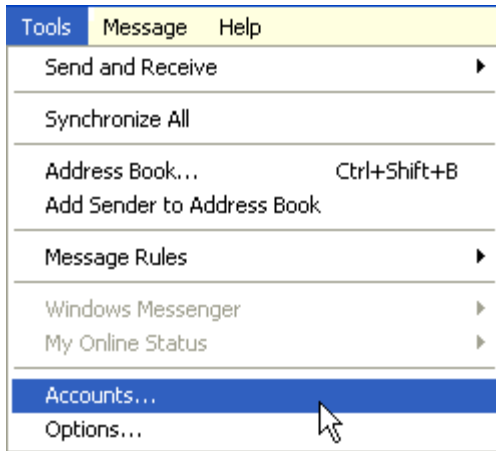 Tools Message Help
Send and Receive
Synchronize All
Address Book... Ctrl+Shift+B
Add Sender to Address Book
Message Rules
Windows Messenger
My Online Status
Accounts...
Options...